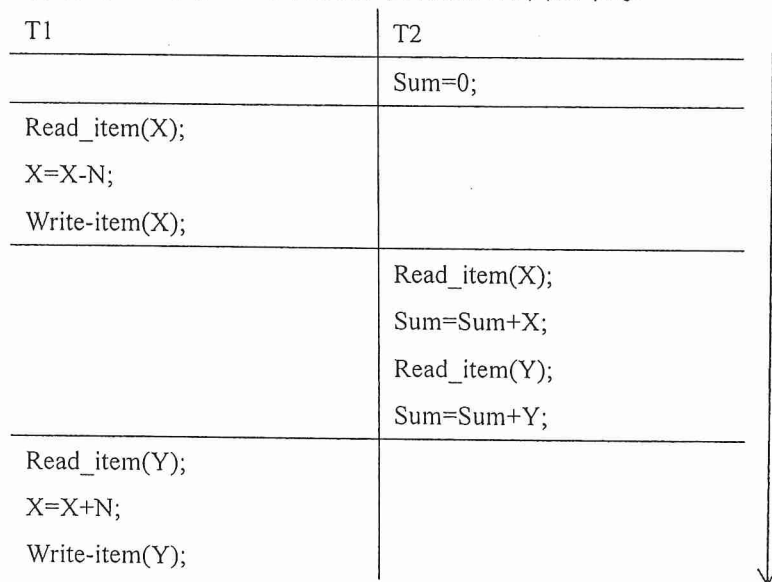 T1 T2
Sum=0;
Read_item(X);
X=X-N;
Write-item(X);
Read_item(X);
Sum=Sum+X;
Read_item(Y);
Sum=Sum+Y;
Read_item(Y);
X=X+N;
Write-item(Y);